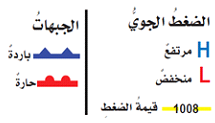 الضغطُ الجويُّ
H مرتفعٌ
L منخفضٌ
1008 قيمةُ الضغطِ
الجبهاتُ
باردةٌ
حارةٌ